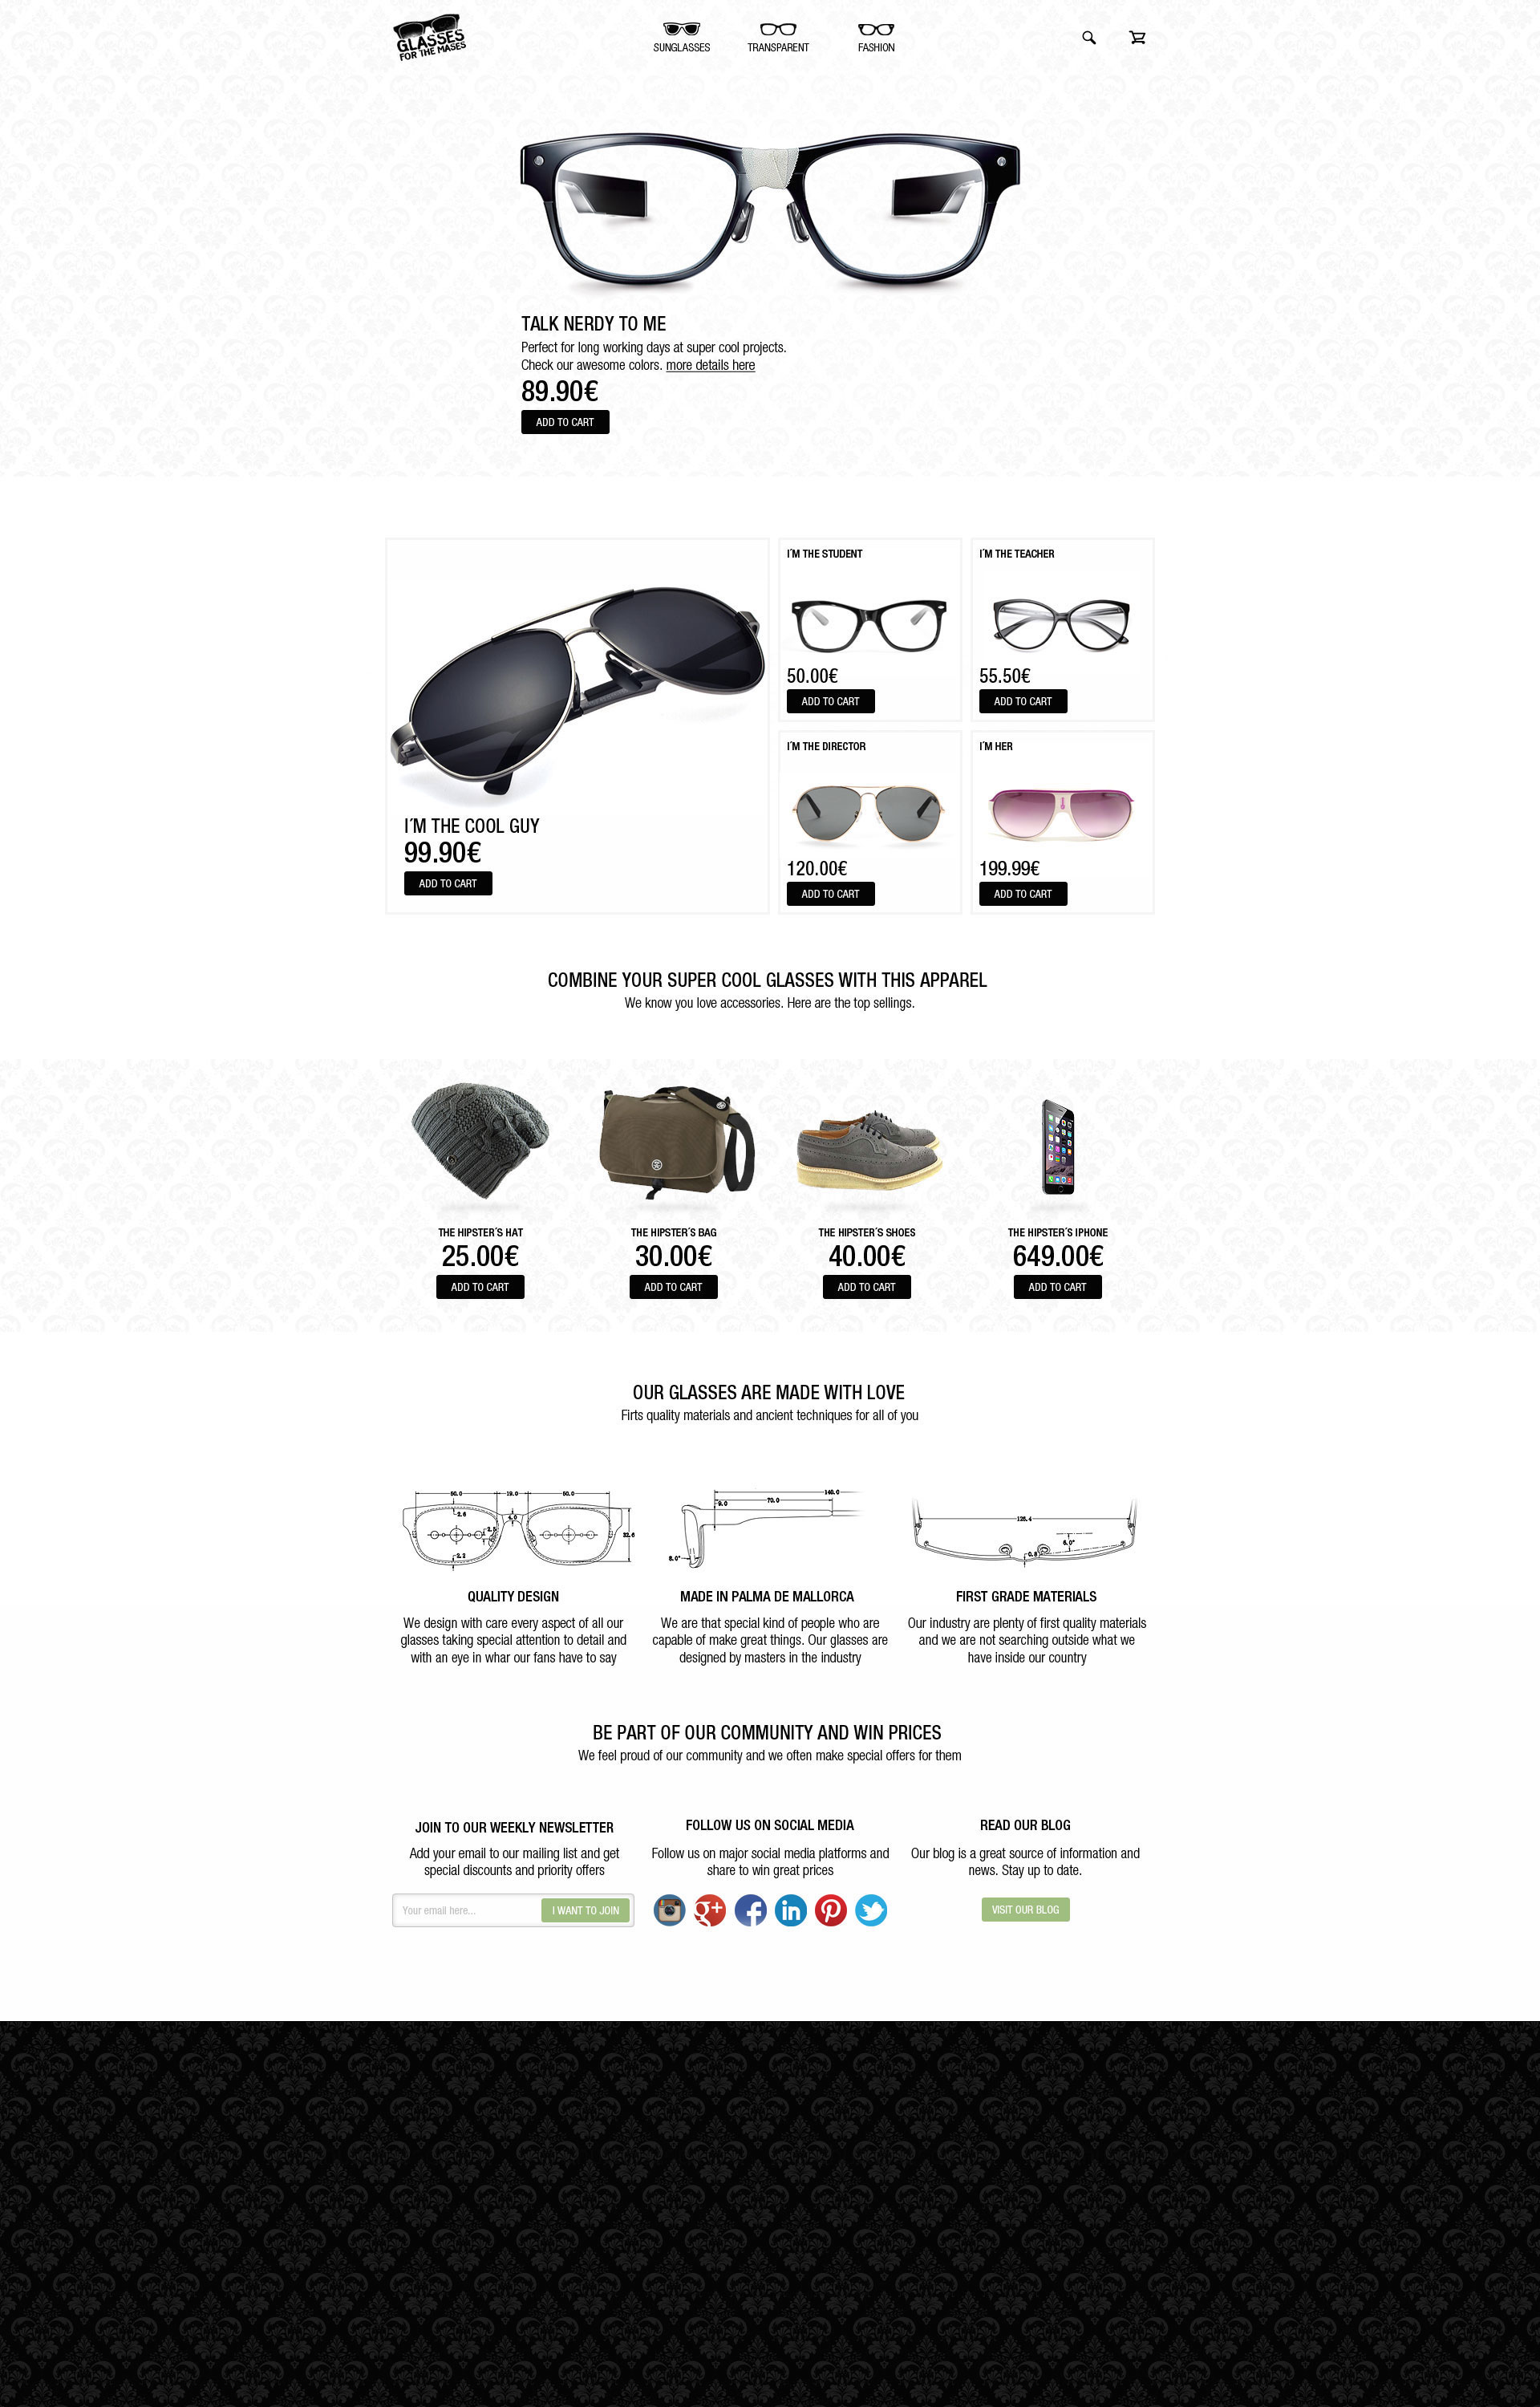 GLASSES
FOR THE MASES
SUNGLASSES
TRANSPARENT
FASHION
TALK NERDY TO ME
Perfect for long working days at super cool projects.
Check our awesome colors. more details here
89.90€
ADD TO CART
I´M THE COOL GUY
99.90€
ADD TO CART
I´M THE STUDENT
50.00€
ADD TO CART
I´M THE TEACHER
55.50€
ADD TO CART
I´M THE DIRECTOR
120.00€
ADD TO CART
I´M HER
199.99€
ADD TO CART
COMBINE YOUR SUPER COOL GLASSES WITH THIS APPAREL
We know you love accessories. Here are the top sellings.
THE HIPSTER´S HAT
25.00€
ADD TO CART
THE HIPSTER´S BAG
30.00€
ADD TO CART
THE HIPSTER´S SHOES
40.00€
ADD TO CART
THE HIPSTER´S IPHONE
649.00€
ADD TO CART
OUR GLASSES ARE MADE WITH LOVE
Firts quality materials and ancient techniques for all of you
19.0
2.2
70.0
9.0
125.4
QUALITY DESIGN
We design with care every aspect of all our
glasses taking special attention to detail and
with an eye in whar our fans have to say
MADE IN PALMA DE MALLORCA
We are that special kind of people who are
capable of make great things. Our glasses are
designed by masters in the industry
FIRST GRADE MATERIALS
Our industry are plenty of first quality materials
and we are not searching outside what we
have inside our country
BE PART OF OUR COMMUNITY AND WIN PRICES
We feel proud of our community and we often make special offers for them
JOIN TO OUR WEEKLY NEWSLETTER
Add your email to our mailing list and get
special discounts and priority offers
Your email here...
I WANT TO JOIN
FOLLOW US ON SOCIAL MEDIA
Follow us on major social media platforms and
share to win great prices
READ OUR BLOG
Our blog is a great source of information and
news. Stay up to date.
VISIT OUR BLOG